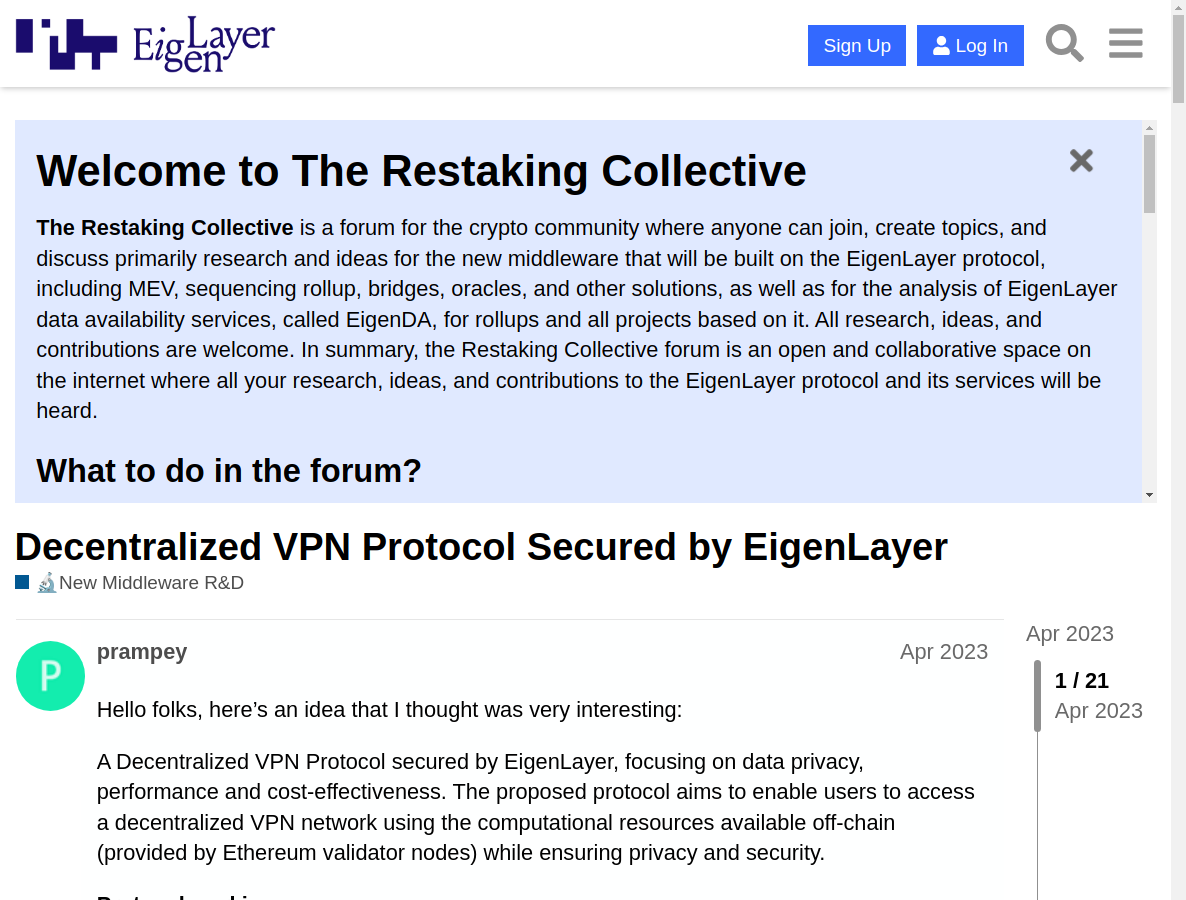 EigenLayer
Sign Up
Log In
Welcome to The Restaking Collective
The Restaking Collective is a forum for the crypto community where anyone can join, create topics, and
discuss primarily research and ideas for the new middleware that will be built on the EigenLayer protocol,
including MEV, sequencing rollup, bridges, oracles, and other solutions, as well as for the analysis of EigenLayer
data availability services, called EigenDA, for rollups and all projects based on it. All research, ideas, and
contributions are welcome. In summary, the Restaking Collective forum is an open and collaborative space on
the internet where all your research, ideas, and contributions to the EigenLayer protocol and its services will be
heard.
What to do in the forum?
Decentralized VPN Protocol Secured by EigenLayer
🔬New Middleware R&D
Apr 2023
P
prampey
Apr 2023
1 / 21
Apr 2023
Hello folks, here’s an idea that I thought was very interesting:
A Decentralized VPN Protocol secured by EigenLayer, focusing on data privacy,
performance and cost-effectiveness. The proposed protocol aims to enable users to access
a decentralized VPN network using the computational resources available off-chain
(provided by Ethereum validator nodes) while ensuring privacy and security.